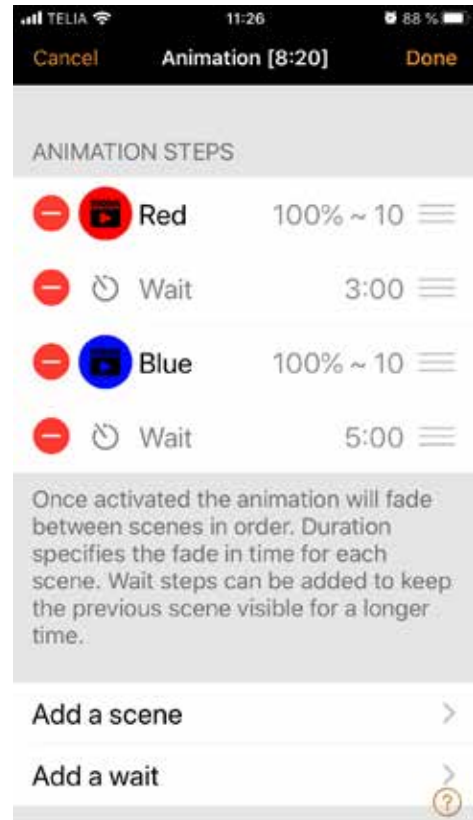 TELIA 11:26 88 %
Cancel Animation [8:20] Done
ANIMATION STEPS
Red 100% ~ 10
Wait 3:00
Blue 100% ~ 10
Wait 5:00
Once activated the animation will fade
between scenes in order. Duration
specifies the fade in time for each
scene. Wait steps can be added to keep
the previous scene visible for a longer
time.
Add a scene
Add a wait
?